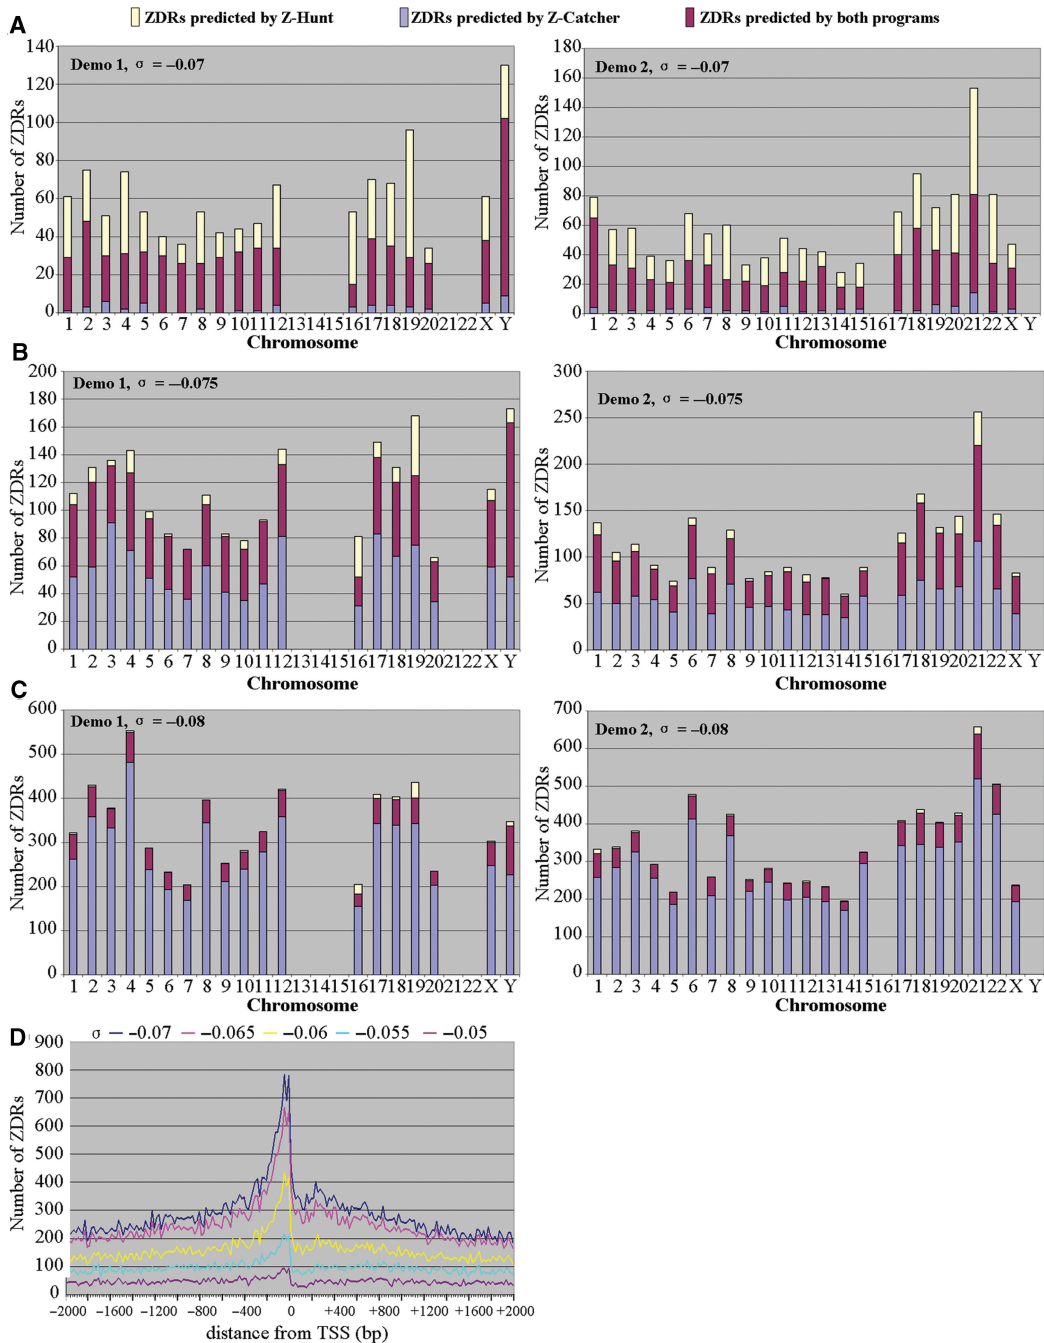 ZDRs predicted by Z-Hunt ZDRs predicted by Z-Catcher ZDRs predicted by both programs
A
Demo 1, σ = –0.07
Number of ZDRs
140
120
100
80
60
40
20
0
1 2 3 4 5 6 7 8 9 10 11 12 13 14 15 16 17 18 19 20 21 22 X Y
Chromosome
Demo 2, σ = –0.07
Number of ZDRs
180
160
140
120
100
80
60
40
20
0
1 2 3 4 5 6 7 8 9 10 11 12 13 14 15 16 17 18 19 20 21 22 X Y
Chromosome
B
Demo 1, σ = –0.075
Number of ZDRs
200
180
160
140
120
100
80
60
40
20
0
1 2 3 4 5 6 7 8 9 10 11 12 13 14 15 16 17 18 19 20 21 22 X Y
Chromosome
Demo 2, σ = –0.075
Number of ZDRs
300
250
200
150
100
50
0
1 2 3 4 5 6 7 8 9 10 11 12 13 14 15 16 17 18 19 20 21 22 X Y
Chromosome
C
Demo 1, σ = –0.08
Number of ZDRs
600
500
400
300
200
100
0
1 2 3 4 5 6 7 8 9 10 11 12 13 14 15 16 17 18 19 20 21 22 X Y
Chromosome
Demo 2, σ = –0.08
Number of ZDRs
700
600
500
400
300
200
100
0
1 2 3 4 5 6 7 8 9 10 11 12 13 14 15 16 17 18 19 20 21 22 X Y
Chromosome
D
σ –0.07 –0.065 –0.06 –0.055 –0.05
Number of ZDRs
900
800
700
600
500
400
300
200
100
0
–2000 –1600 –1200 –800 –400 0 +400 +800 +1200 +1600 +2000
distance from TSS (bp)